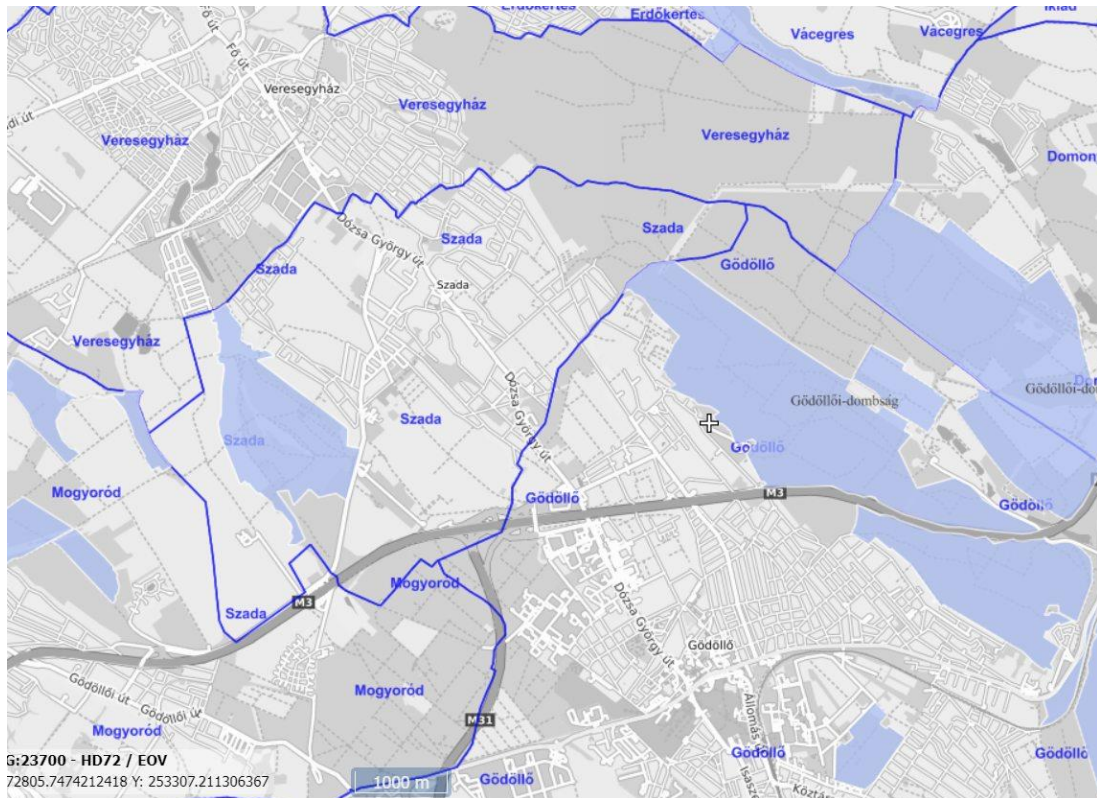 Erdőkertes
Erdőkertes
Iklad
Vácegres
Vácegres
Fő út
Fő út
Veresegyház
Veresegyház
Veresegyház
Veresegyház
Domony
Dózsa György út
Szada
Szada
Szada
Gödöllő
Szada
Veresegyház
Dózsa György út
Gödöllői-dombság
Szada
Szada
Gödöllő
Mogyoród
M3
Gödöllő
Gödöllő
Mogyoród
Szada
M3
Dózsa György út
Gödöllő
Gödöllői út
Gödöllői út
Mogyoród
M31
Mogyoród
Állomás
Gödöllő
Gödöllő
Gödöllő
G:23700 - HD72 / EOV
72805.7474212418 Y: 253307.211306367
1000 m